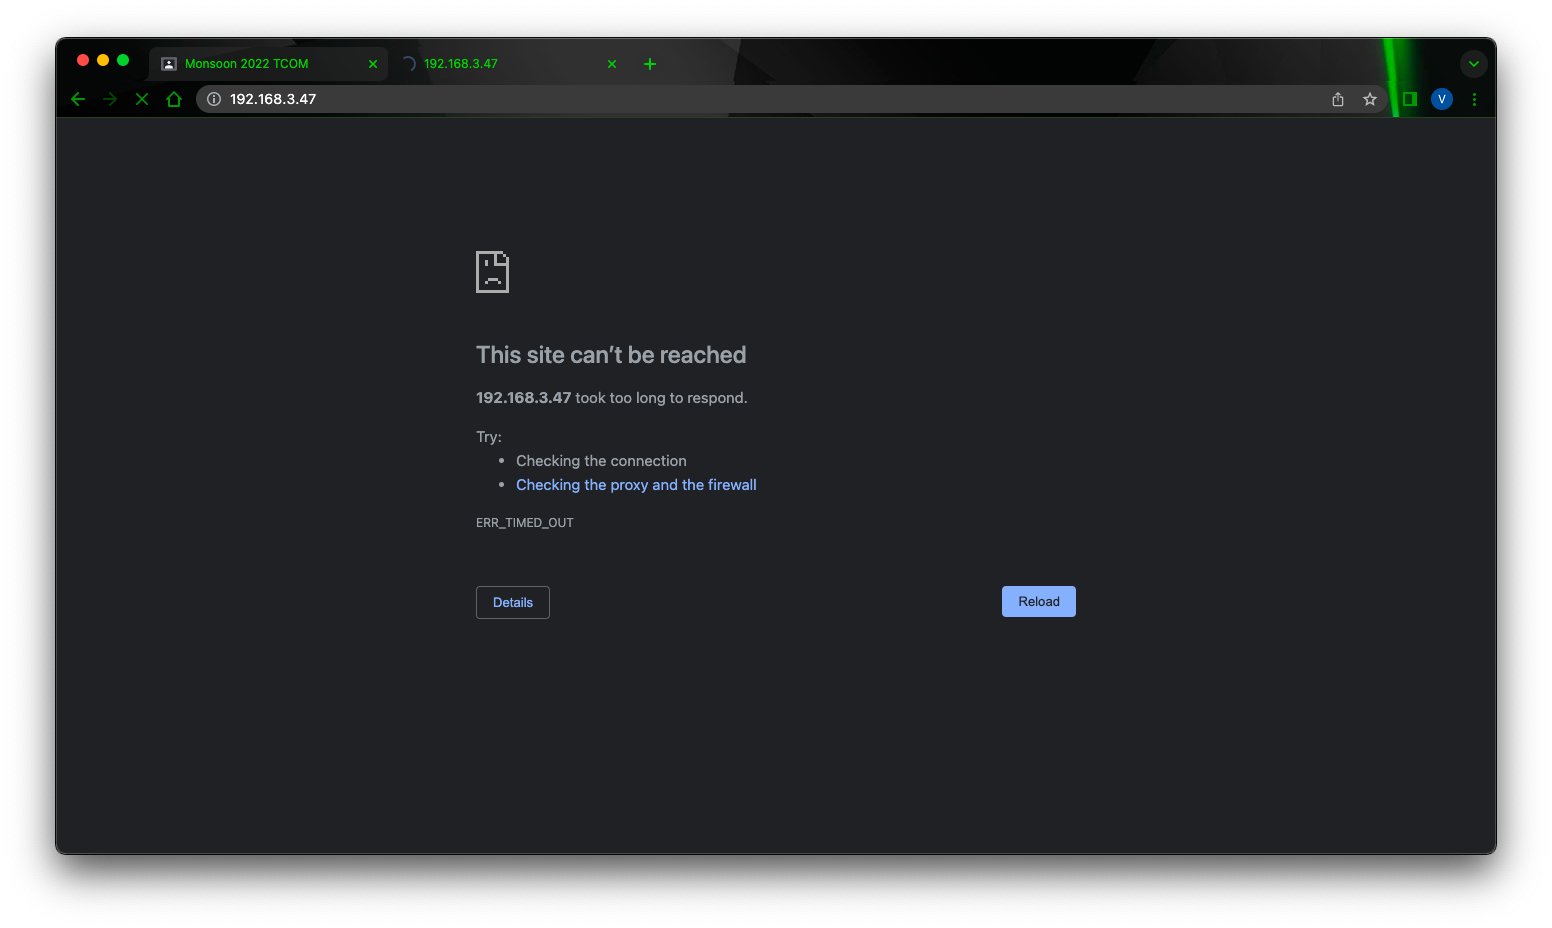 Monsoon 2022 TCOM
192.168.3.47
192.168.3.47
V
This site can’t be reached
192.168.3.47 took too long to respond.
Try:
• Checking the connection
• Checking the proxy and the firewall
ERR_TIMED_OUT
Details
Reload